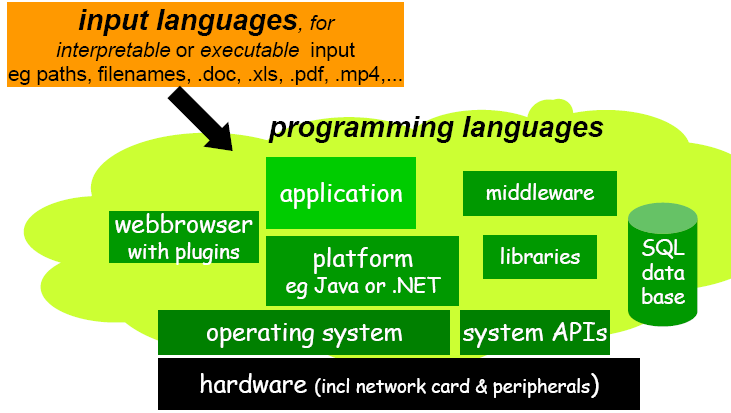 input languages, for
interpretable or executable input
eg paths, filenames, .doc, .xls, .pdf, .mp4,...
programming languages
application
middleware
webbrowser
with plugins
platform
eg Java or .NET
libraries
SQL
data
base
operating system
system APIs
hardware (incl network card & peripherals)